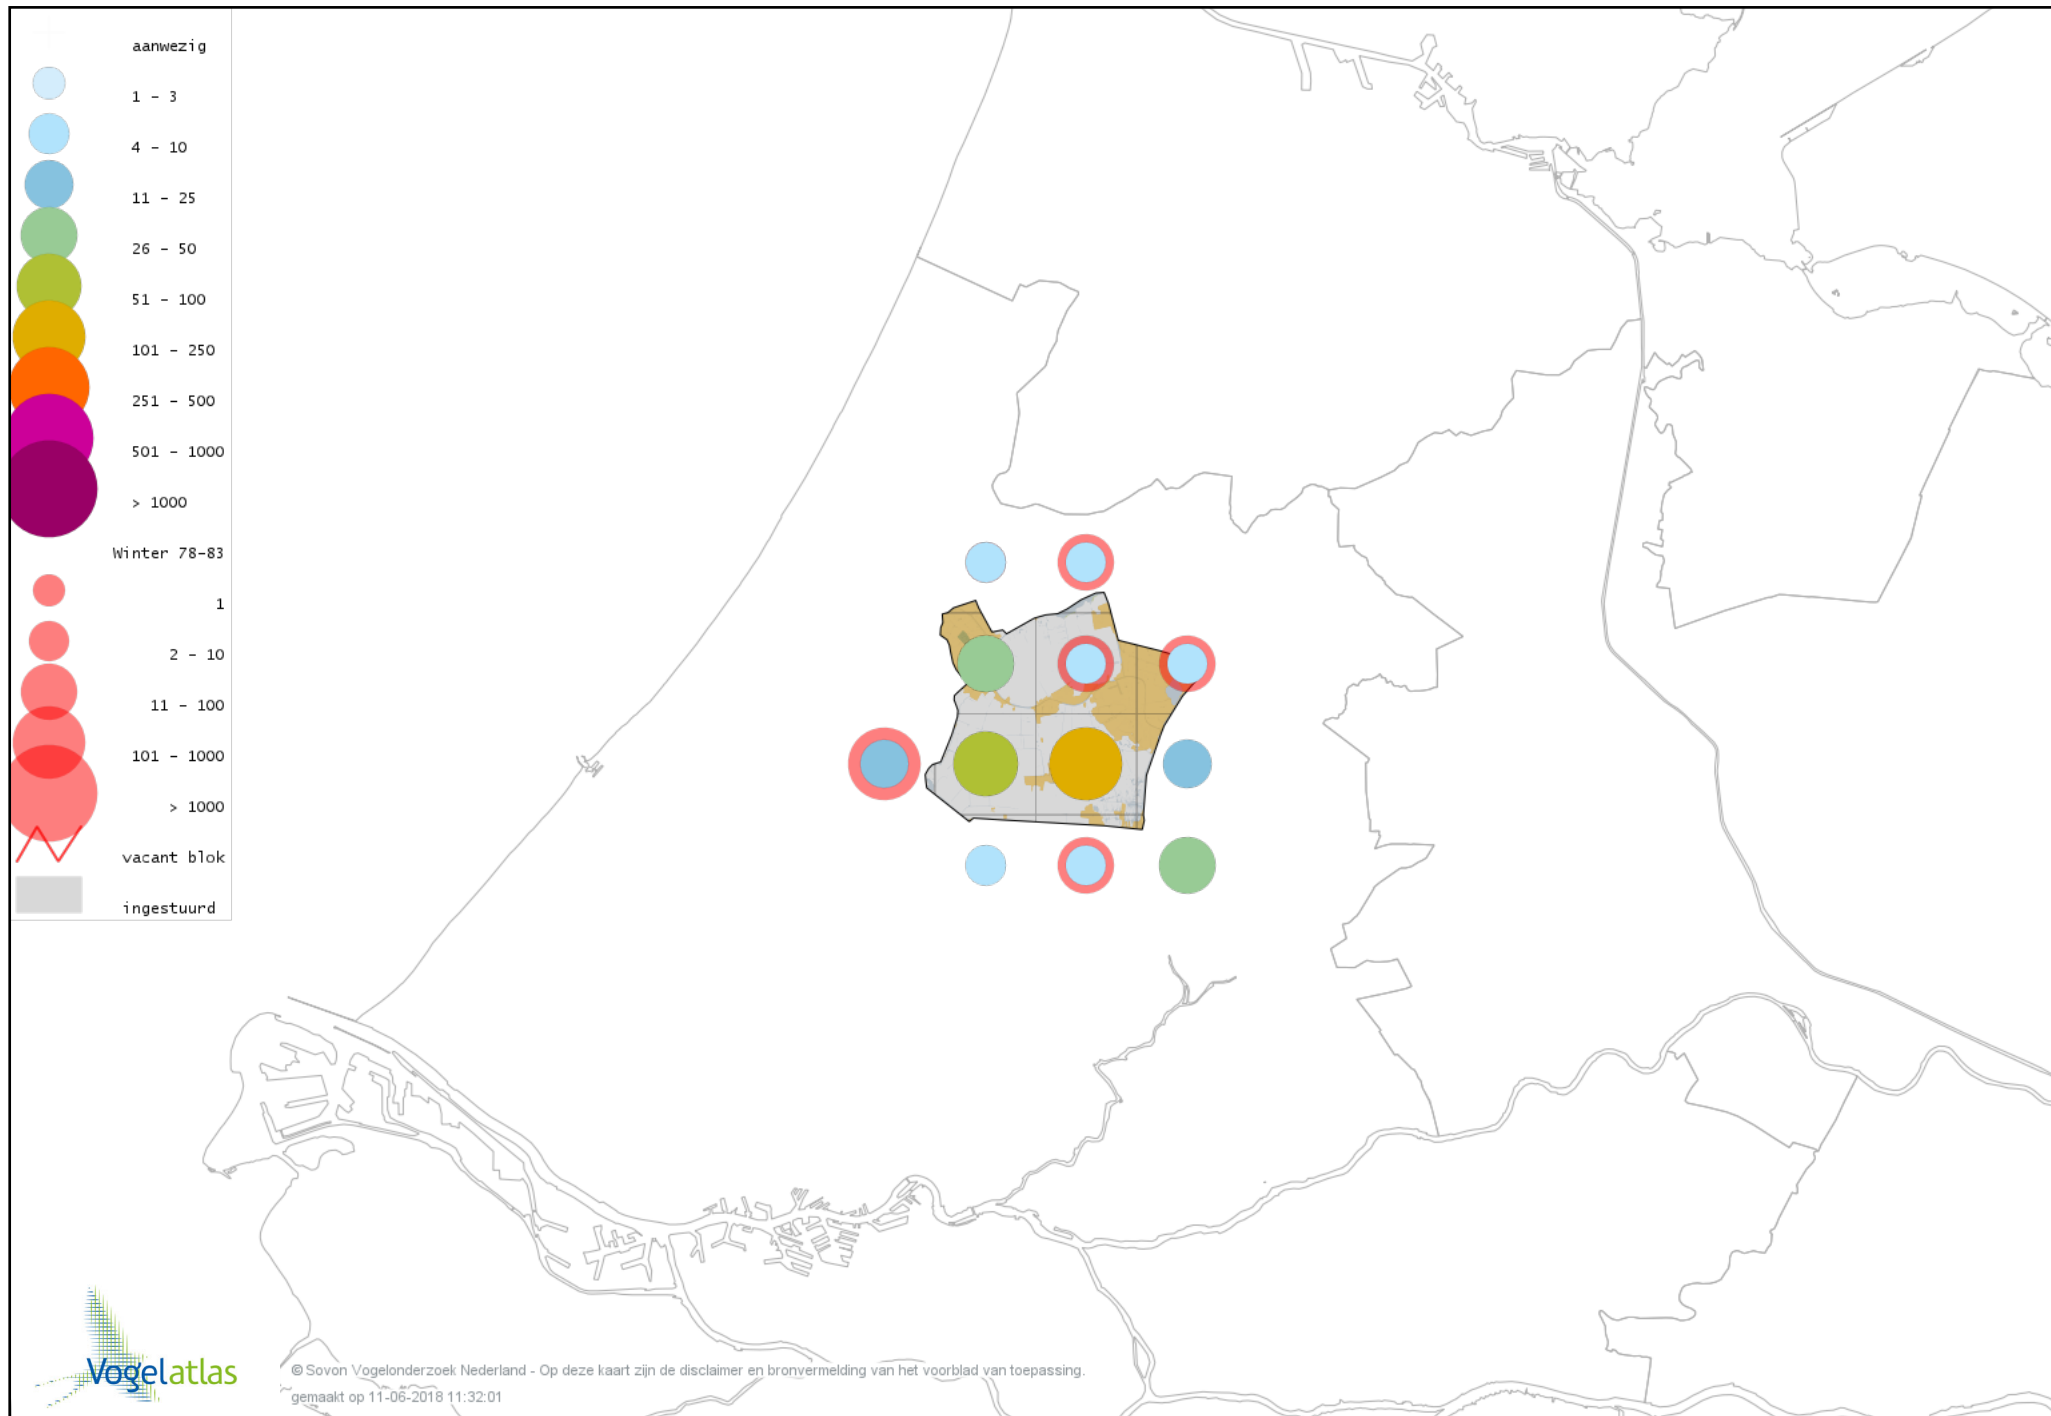 aanwezig
1 - 3
4 - 10
11 - 25
26 - 50
51 - 100
101 - 250
251 - 500
501 - 1000
> 1000
Winter 78-83
1
2 - 10
11 - 100
101 - 1000
> 1000
vacant blok
ingestuurd
Vogelatlas
© Sovon Vogelonderzoek Nederland - Op deze kaart zijn de disclaimer en bronvermelding van het voorblad van toepassing.
gemaakt op 11-06-2018 11:32:01